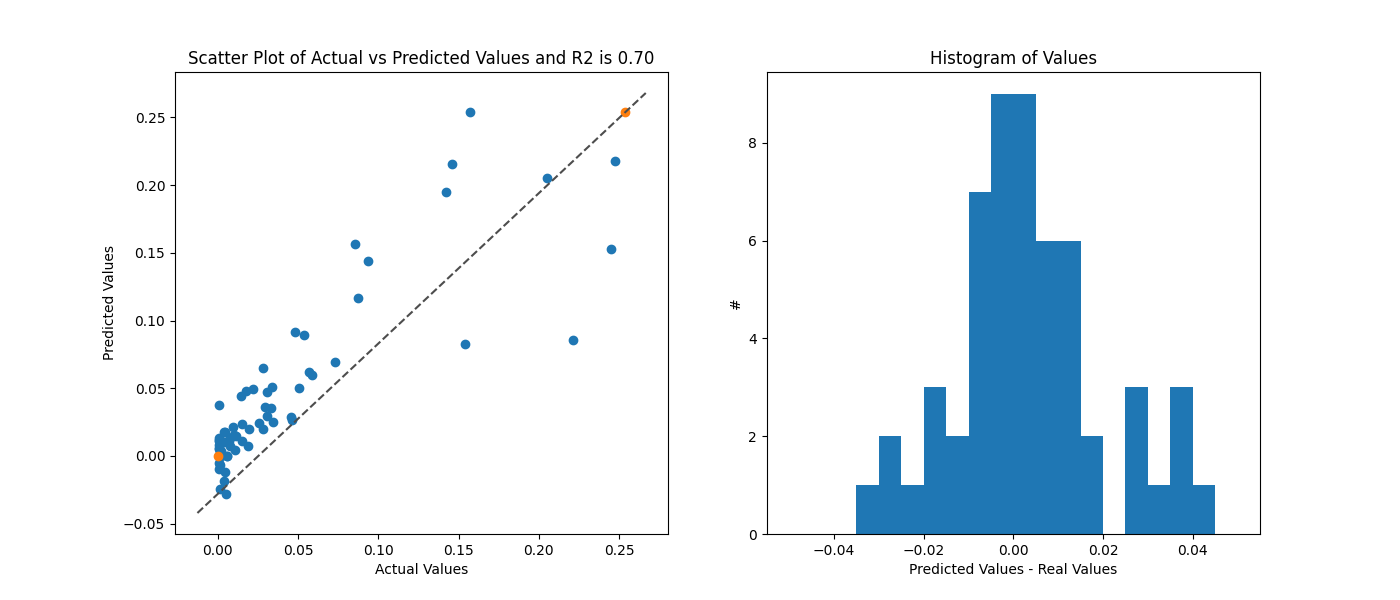 Scatter Plot of Actual vs Predicted Values and R2 is 0.70
Predicted Values
0.25
0.20
0.15
0.10
0.05
0.00
−0.05
0.00 0.05 0.10 0.15 0.20 0.25
Actual Values
Histogram of Values
#
8
6
4
2
0
−0.04 −0.02 0.00 0.02 0.04
Predicted Values - Real Values